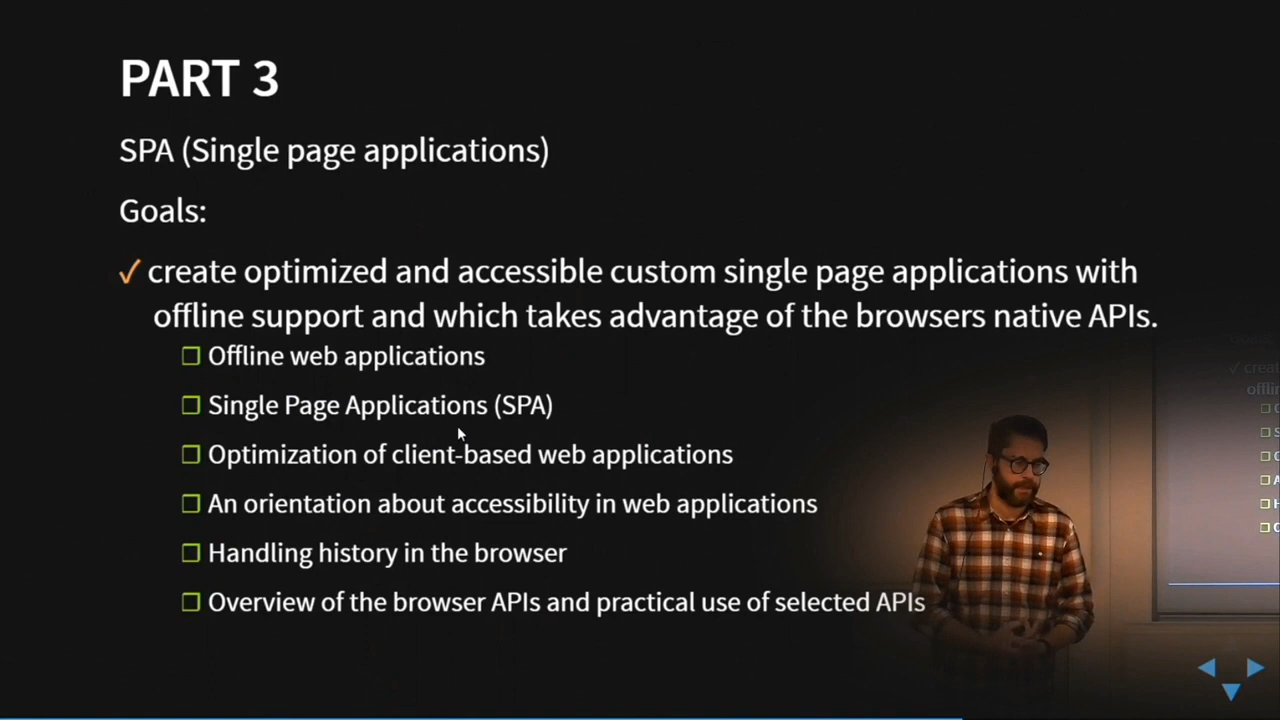 PART 3
SPA (Single page applications)
Goals:
✓ create optimized and accessible custom single page applications with
offline support and which takes advantage of the browsers native APIs.
❐ Offline web applications
❐ Single Page Applications (SPA)
❐ Optimization of client-based web applications
❐ An orientation about accessibility in web applications
❐ Handling history in the browser
❐ Overview of the browser APIs and practical use of selected APIs